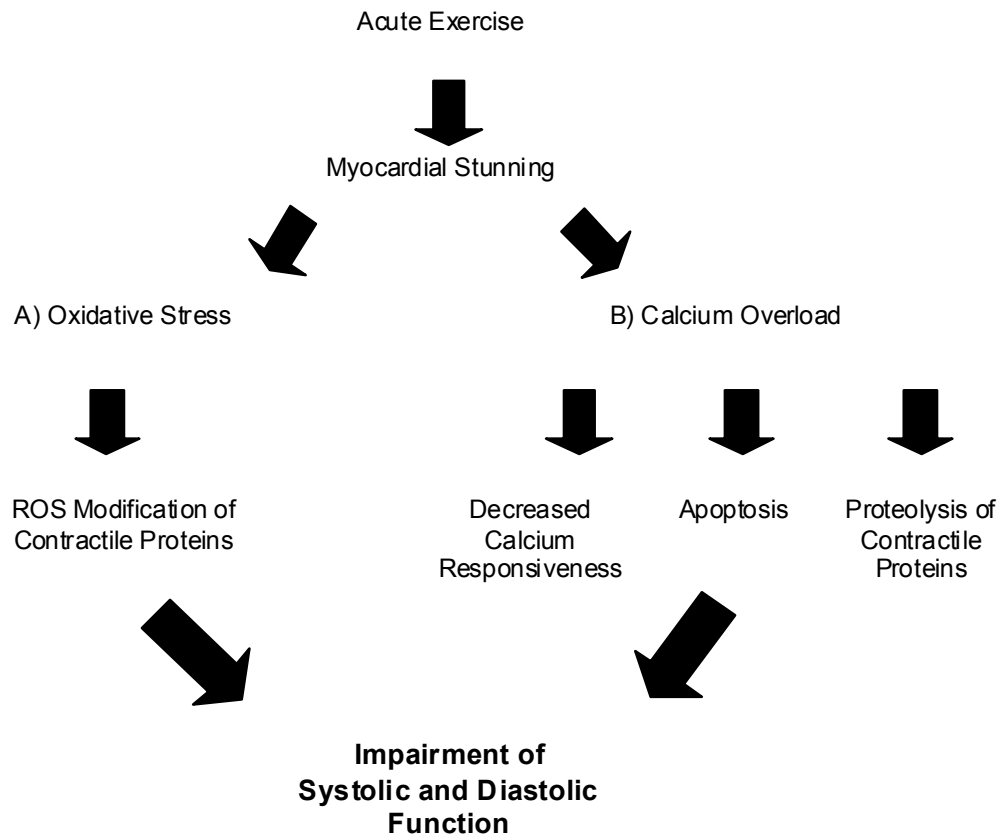 Acute Exercise
Myocardial Stunning
A) Oxidative Stress
B) Calcium Overload
ROS Modification of
Contractile Proteins
Decreased
Calcium
Responsiveness
Apoptosis
Proteolysis of
Contractile
Proteins
Impairment of
Systolic and Diastolic
Function